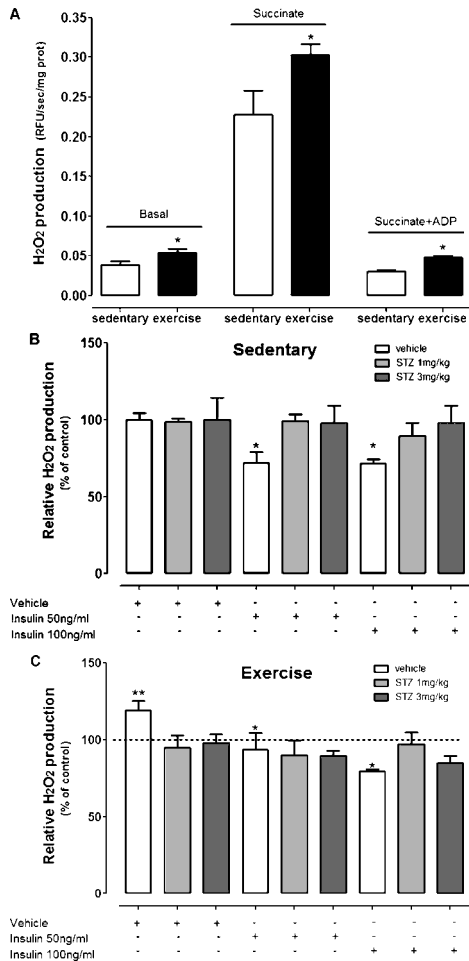 A
H2O2 production (RFU/sec/mg prot)
0.35
0.30
0.25
0.20
0.15
0.10
0.05
0.00
Succinate
*
Basal
*
Succinate+ADP
*
sedentary exercise
sedentary exercise
sedentary exercise
B
Sedentary
Relative H2O2 production
(% of control)
150
100
50
0
vehicle
STZ 1mg/kg
STZ 3mg/kg
*
*
Vehicle + + + - - - - - -
Insulin 50ng/ml - - - + + + - - -
Insulin 100ng/ml - - - - - - + + +
C
Exercise
Relative H2O2 production
(% of control)
150
100
50
0
vehicle
STZ 1mg/kg
STZ 3mg/kg
**
*
*
Vehicle + + + - - - - - -
Insulin 50ng/ml - - - + + + - - -
Insulin 100ng/ml - - - - - - + + +